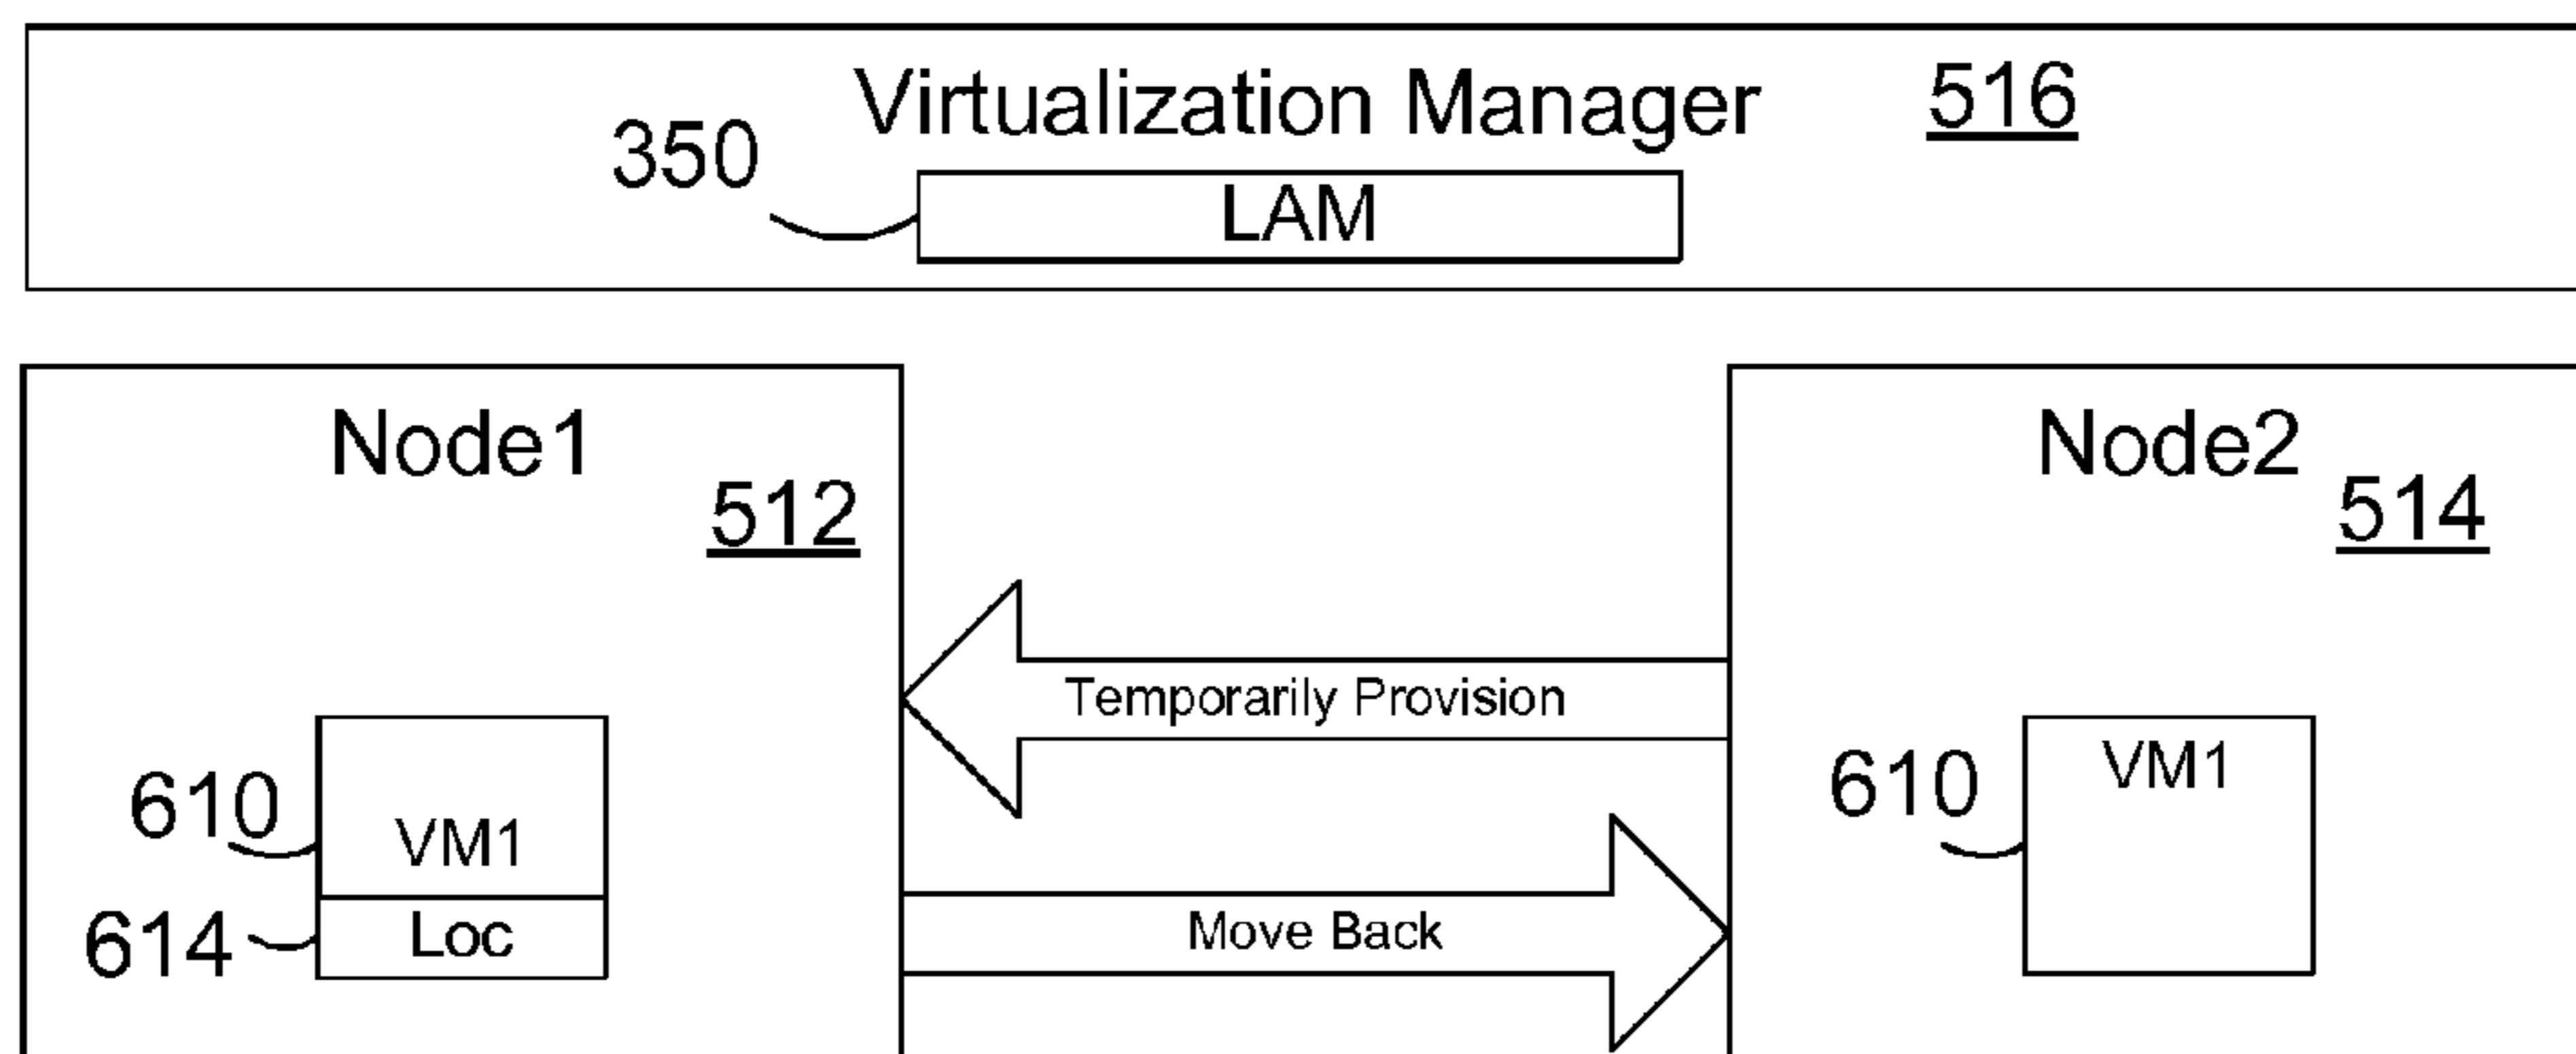 Virtualization Manager 516
350
LAM
Node1
512
Node2
514
Temporarily Provision
610
VM1
614
Loc
Move Back
610
VM1